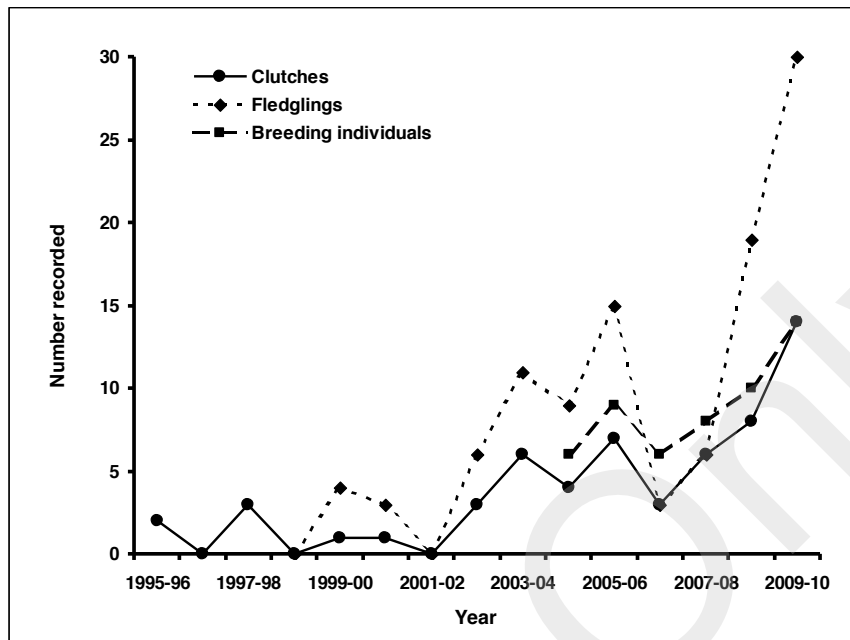 30
25
20
15
10
5
0
Number recorded
Clutches
Fledglings
Breeding individuals
1995-96 1997-98 1999-00 2001-02 2003-04 2005-06 2007-08 2009-10
Year